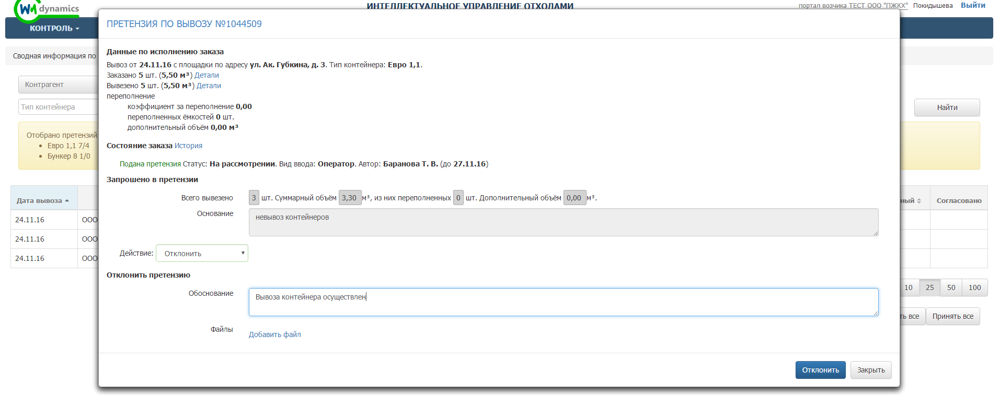 WM dynamics
ИНТЕЛЛЕКТУАЛЬНОЕ УПРАВЛЕНИЕ ОТХОДАМИ
портал возчика ТЕСТ ООО "ПЖКХ" Покидышева Выйти
КОНТРОЛЬ
ПРЕТЕНЗИЯ ПО ВЫВОЗУ №1044509
Сводная информация по
Данные по исполнению заказа
Вывоз от 24.11.16 с площадки по адресу ул. Ак. Губкина, д. 3. Тип контейнера: Евро 1,1.
Заказано 5 шт. (5,50 м³) Детали
Вывезено 5 шт. (5,50 м³) Детали
переполнение
коэффициент за переполнение 0,00
переполненных ёмкостей 0 шт.
дополнительный объём 0,00 м³
Контрагент
Тип контейнера
Найти
Отобрано претензий
Евро 1,1 7/4
Бункер 8 1/0
Состояние заказа История
Подана претензия Статус: На рассмотрении. Вид ввода: Оператор. Автор: Баранова Т. В. (до 27.11.16)
Запрошено в претензии
Всего вывезено 3 шт. Суммарный объём 3,30 м³, из них переполненных 0 шт. Дополнительный объём 0,00 м³.
Основание невывоз контейнеров
Действие: Отклонить
Отклонить претензию
Обоснование Вывоза контейнера осуществлен
Файлы Добавить файл
Отклонить Закрыть
Дата вывоза
ный Согласовано
24.11.16 ООО
24.11.16 ООО
24.11.16 ООО
10 25 50 100
ть все Принять все